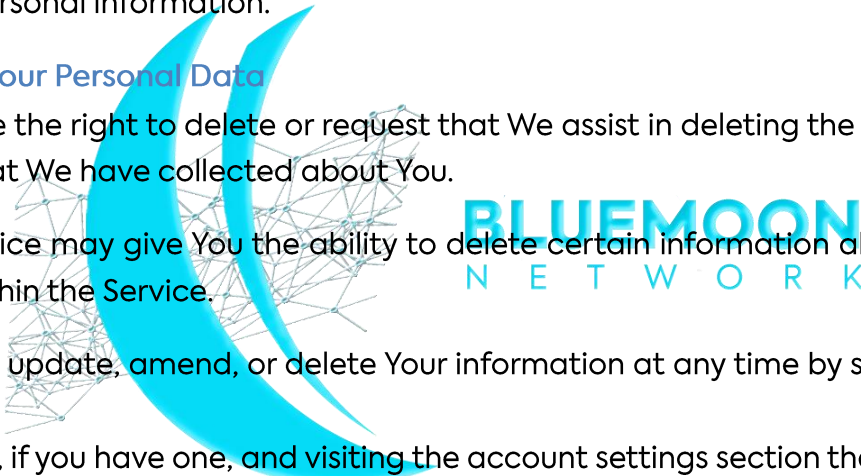 rsonal information.
our Personal Data
e the right to delete or request that We assist in deleting the
at We have collected about You.
BLUEMOON
ice may give You the ability to delete certain information a
NETWORK
hin the Service.
update, amend, or delete Your information at any time by s
, if you have one, and visiting the account settings section th